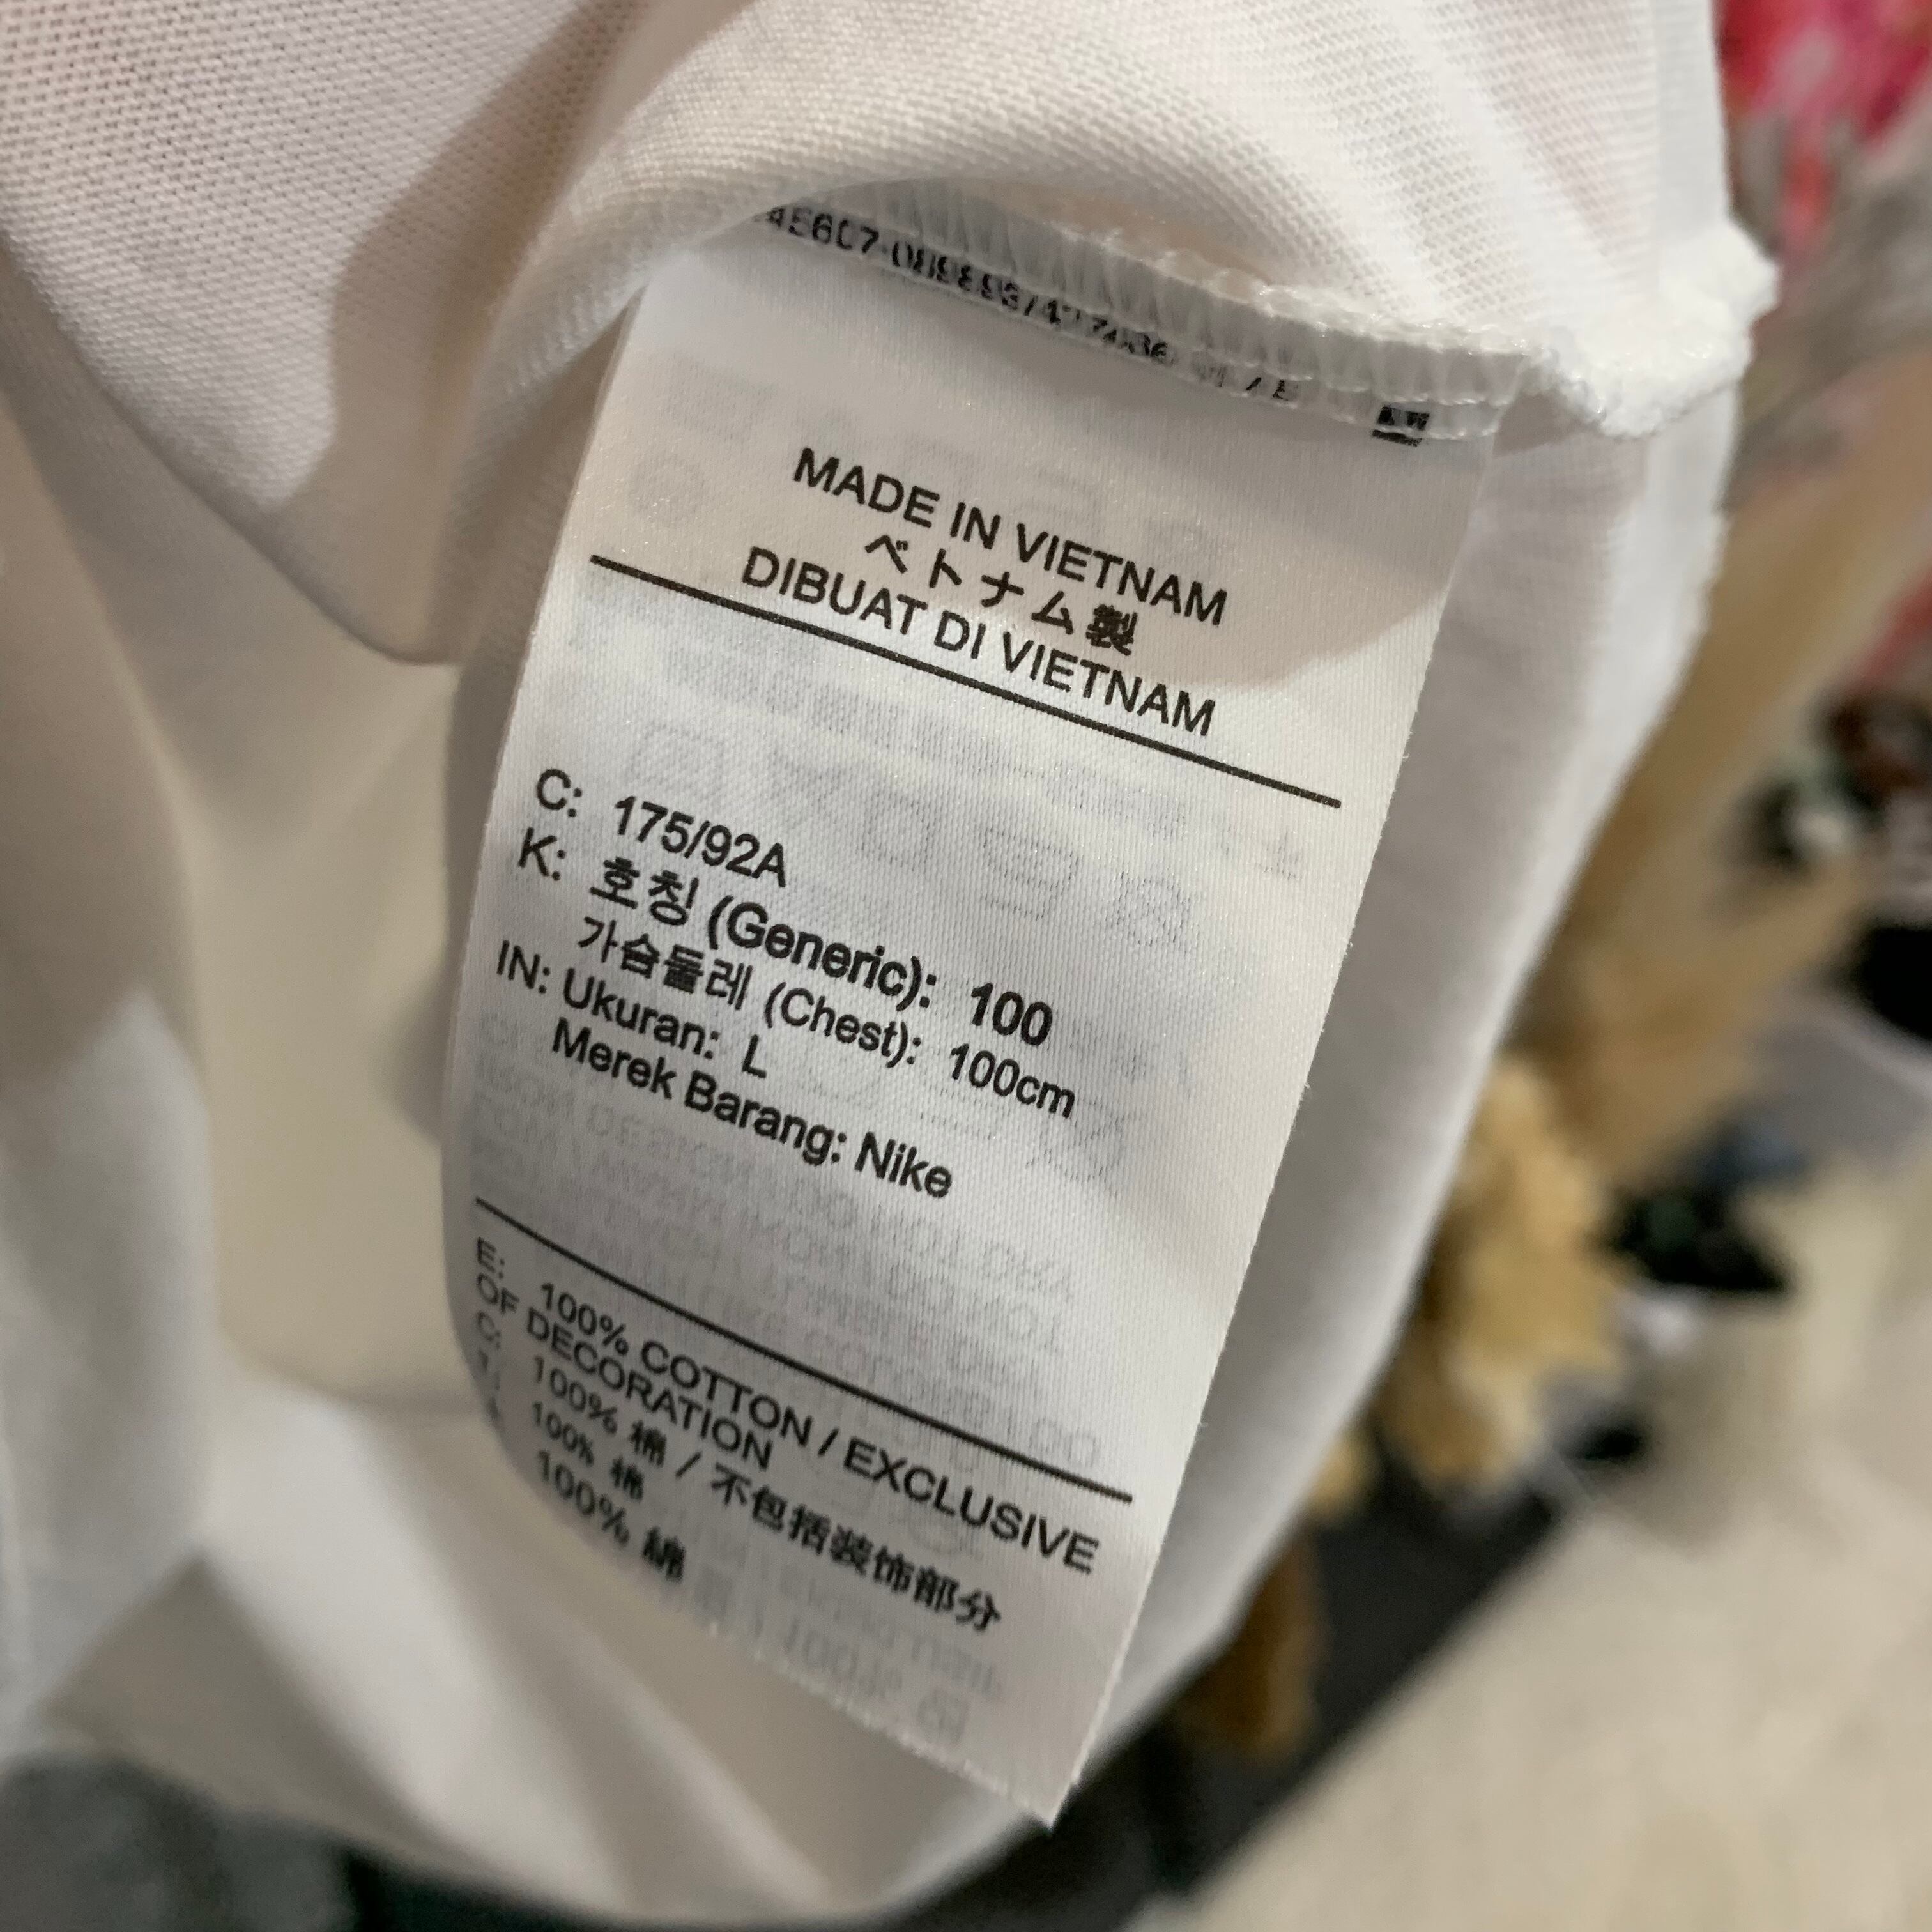 MADE IN VIETNAM
ベトナム製
DIBUAT DI VIETNAM
C: 175/92A
K: 호칭 (Generic): 100
가슴둘레 (Chest): 100cm
IN: Ukuran: L
Merek Barang: Nike
E: 100% COTTON / EXCLUSIVE
OF DECORATION
C: 100% 棉 / 不包括装饰部分
100% 棉
100% 綿